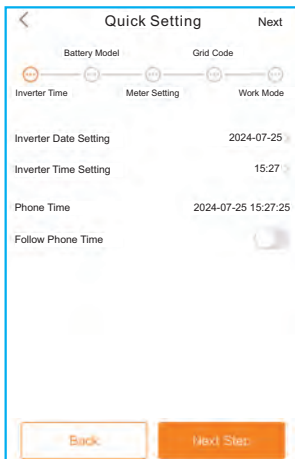 Quick Setting Next
Battery Model Grid Code
Inverter Time Meter Setting Work Mode
Inverter Date Setting 2024-07-25
Inverter Time Setting 15:27
Phone Time 2024-07-25 15:27:25
Follow Phone Time
Back Next Step